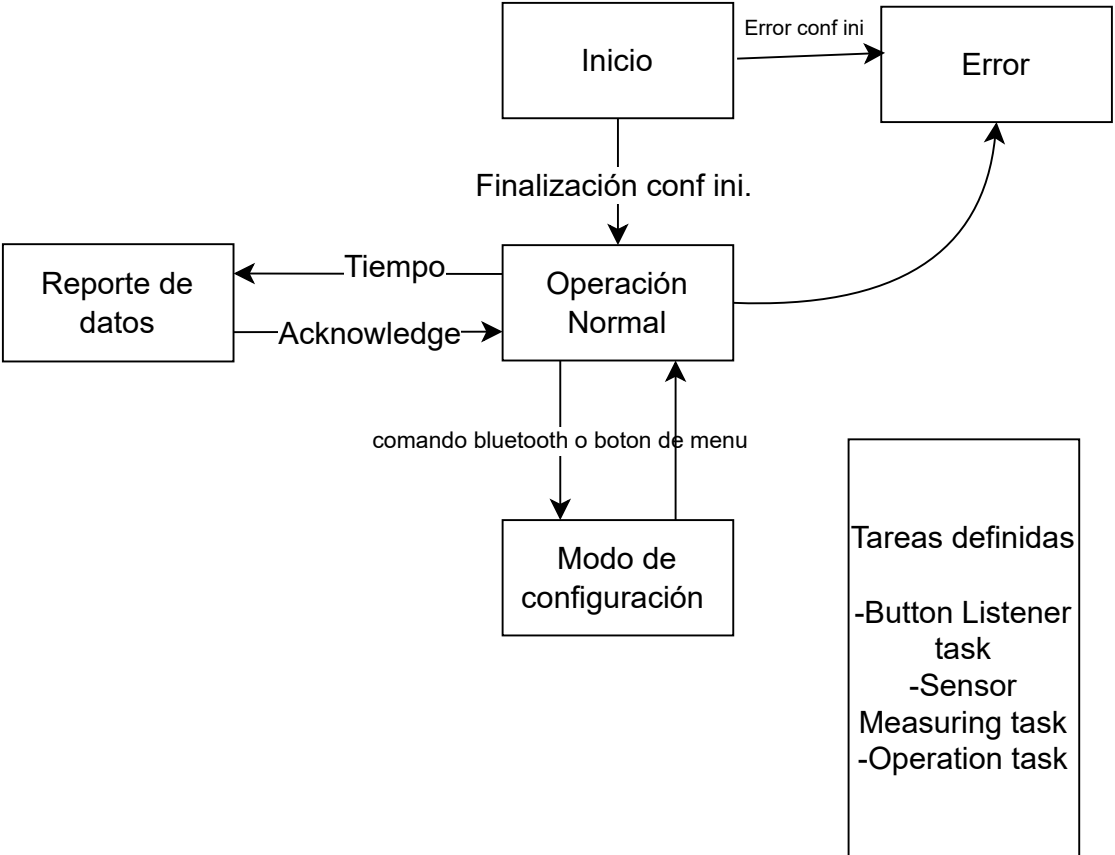 Error conf ini
Inicio
Error
Finalización conf ini.
Reporte de
datos
Tiempo
Acknowledge
Operación
Normal
comando bluetooth o boton de menu
Modo de
configuración
Tareas definidas
-Button Listener
task
-Sensor
Measuring task
-Operation task